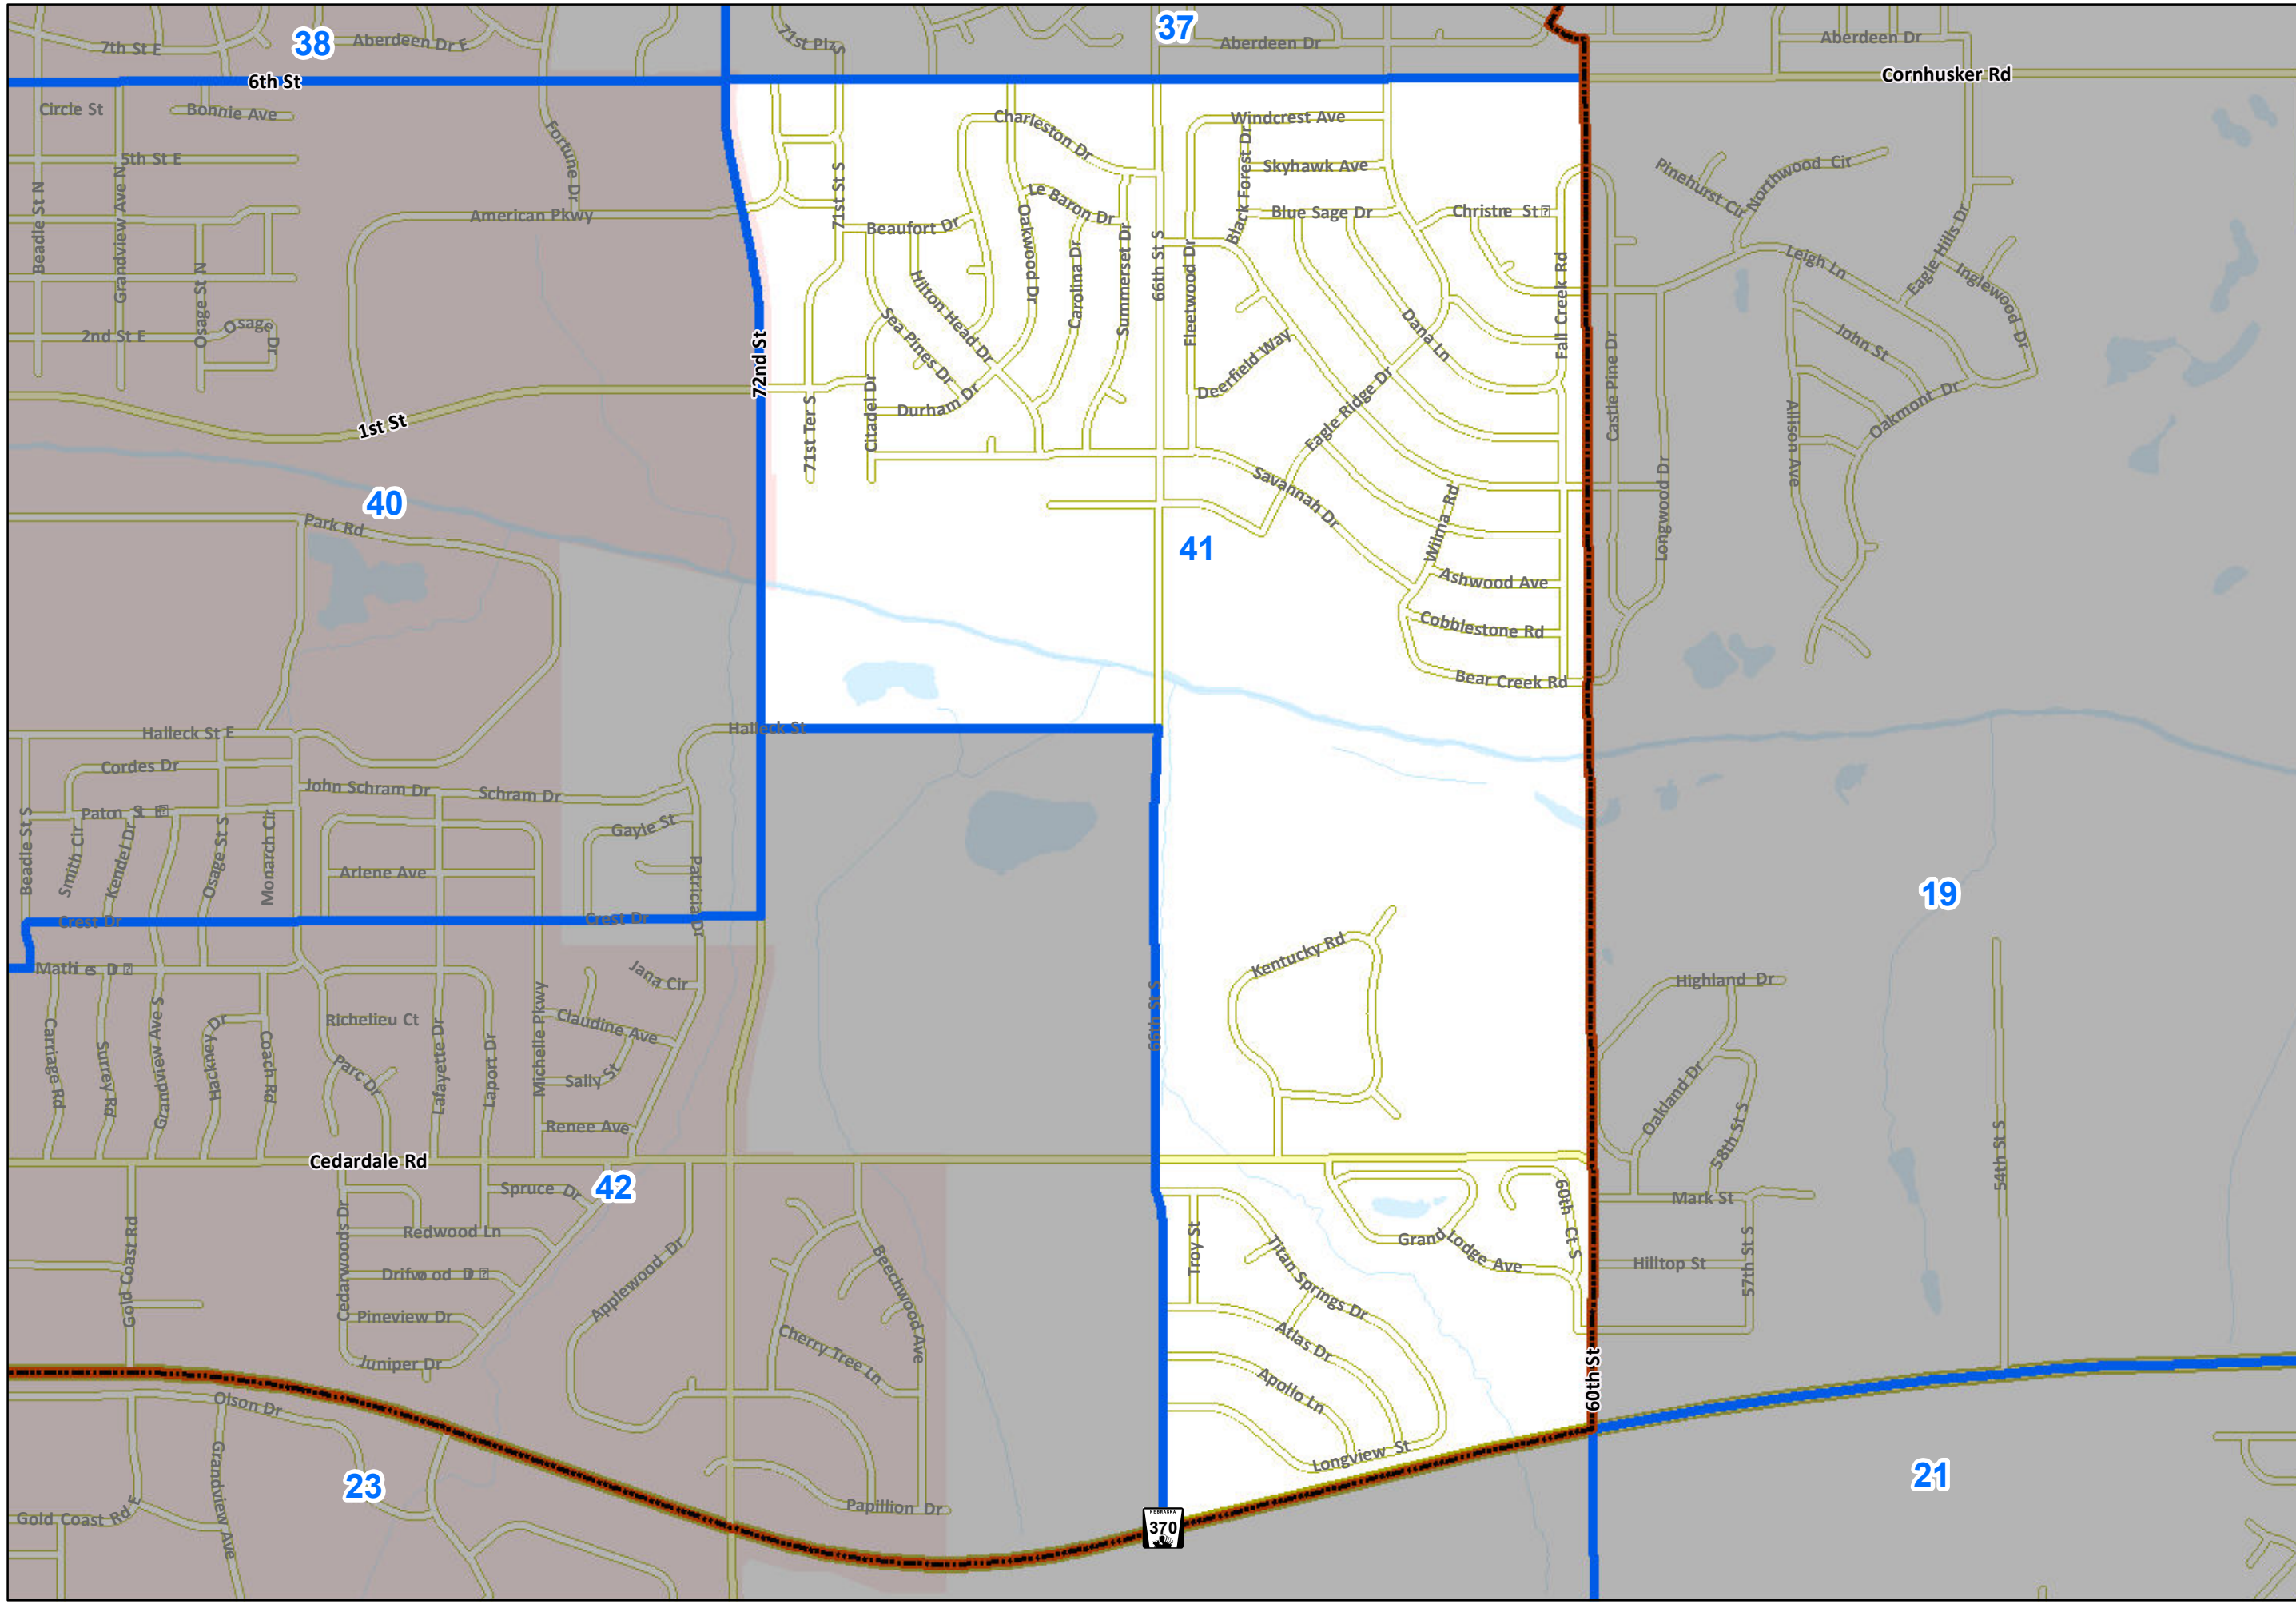 37
38
7th St E
Aberdeen Dr E
71st Plz S
Aberdeen Dr
Aberdeen Dr
6th St
Cornhusker Rd
Circle St
Bonnie Ave
Fortune Dr
Charleston Dr
Windcrest Ave
5th St E
Skyhawk Ave
Pinehurst Cir
Northwood Cir
Beadle St N
Grandview Ave N
American Pkwy
71st St S
Le Baron Dr
Black Forest Dr
Blue Sage Dr
Christne St
Beaufort Dr
Oakwood Dr
Carolina Dr
Summerset Dr
66th St S
Fleetwood Dr
Fall Creek Rd
Leigh Ln
Eagle Hills Dr
Inglewood Dr
Osage St N
Osage Dr
2nd St E
Hilton Head Dr
Sea Pines Dr
Dana Ln
John St
72nd St
Deerfield Way
Castle Pine Dr
1st St
71st Ter S
Citadel Dr
Durham Dr
Eagle Ridge Dr
Allison Ave
Oakmont Dr
40
Park Rd
Savannah Dr
Wilma Rd
Longwood Dr
41
Ashwood Ave
Cobblestone Rd
Bear Creek Rd
Halleck St E
Halleck St
Cordes Dr
John Schram Dr
Schram Dr
Paton St
Gayle St
Beadle St S
Smith Cir
Kendel Dr
Osage St S
Monarch Cir
Arlene Ave
Patricia Dr
19
Crest Dr
Crest Dr
Mathies D
Jana Cir
Kentucky Rd
Highland Dr
Carriage Rd
Surrey Rd
Grandview Ave S
Hackney Dr
Coach Rd
Richelieu Ct
Parc Dr
Lafayette Dr
Laport Dr
Michelle Pkwy
Claudine Ave
Sally St
Renee Ave
66th St S
Oakland Dr
58th St S
54th St S
Cedardale Rd
42
Spruce Dr
Mark St
Gold Coast Rd
Cedarwoods Dr
Redwood Ln
Driftwood D
Pineview Dr
Juniper Dr
Applewood Dr
Beechwood Ave
Cherry Tree Ln
Troy St
Titan Springs Dr
Grand Lodge Ave
60th Ct S
Hilltop St
57th St S
Atlas Dr
Apollo Ln
Longview St
60th St
Olson Dr
Grandview Ave
23
21
Gold Coast Rd E
Papillion Dr
NEBRASKA
370